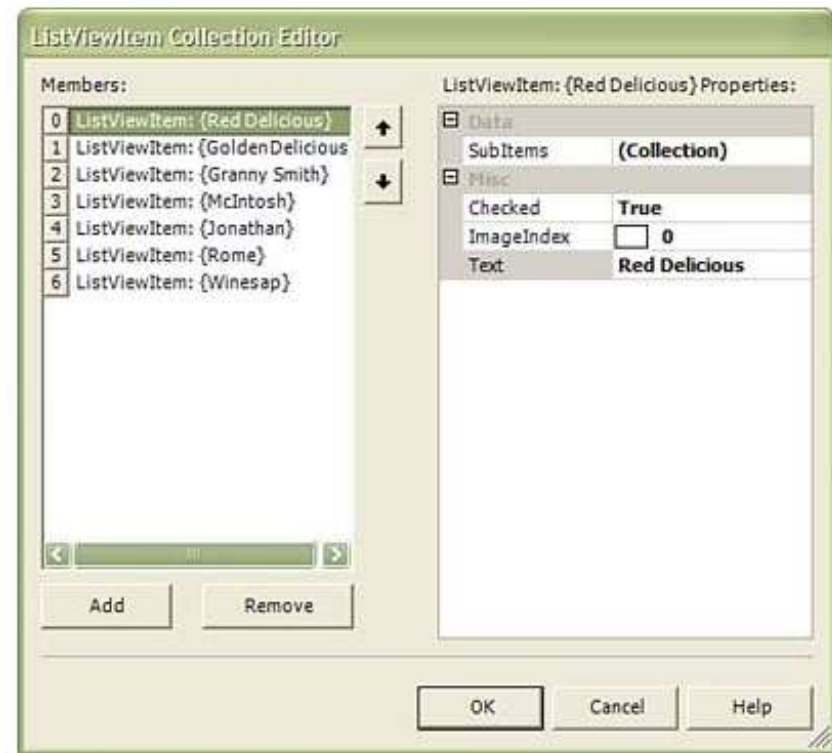 ListViewItem Collection Editor
Members:
0 ListViewItem: {Red Delicious}
1 ListViewItem: {Golden Delicious
2 ListViewItem: {Granny Smith}
3 ListViewItem: {McIntosh}
4 ListViewItem: {Jonathan}
5 ListViewItem: {Rome}
6 ListViewItem: {Winesap}
Add Remove
ListViewItem: {Red Delicious} Properties:
Data
SubItems (Collection)
Misc
Checked True
ImageIndex 0
Text Red Delicious
OK Cancel Help